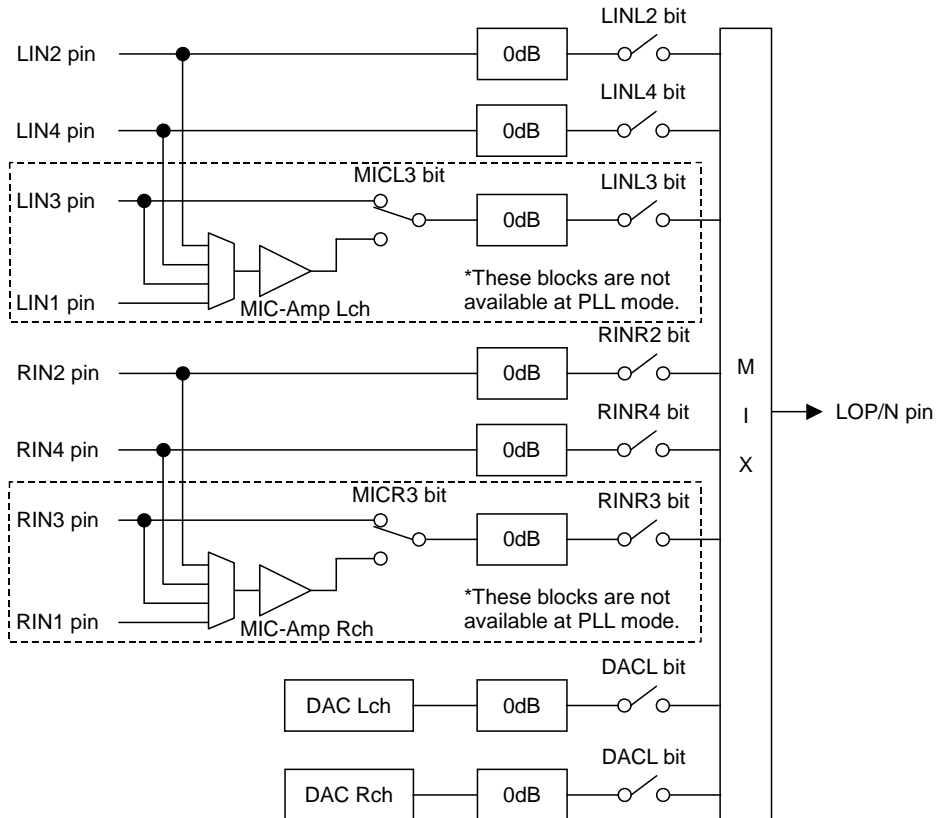 LINL2 bit
LIN2 pin
0dB
LINL4 bit
LIN4 pin
0dB
MICL3 bit
LINL3 bit
LIN3 pin
0dB
*These blocks are not
available at PLL mode.
LIN1 pin
MIC-Amp Lch
RINR2 bit
RIN2 pin
0dB
M
I
X
LOP/N pin
RINR4 bit
RIN4 pin
0dB
MICR3 bit
RINR3 bit
RIN3 pin
0dB
*These blocks are not
available at PLL mode.
RIN1 pin
MIC-Amp Rch
DACL bit
DAC Lch
0dB
DACL bit
DAC Rch
0dB